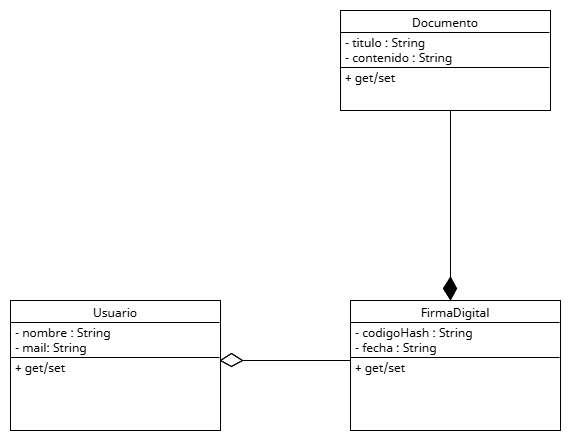 Documento
- titulo : String
- contenido : String
+ get/set
Usuario
- nombre : String
- mail: String
+ get/set
FirmaDigital
- codigoHash : String
- fecha : String
+ get/set